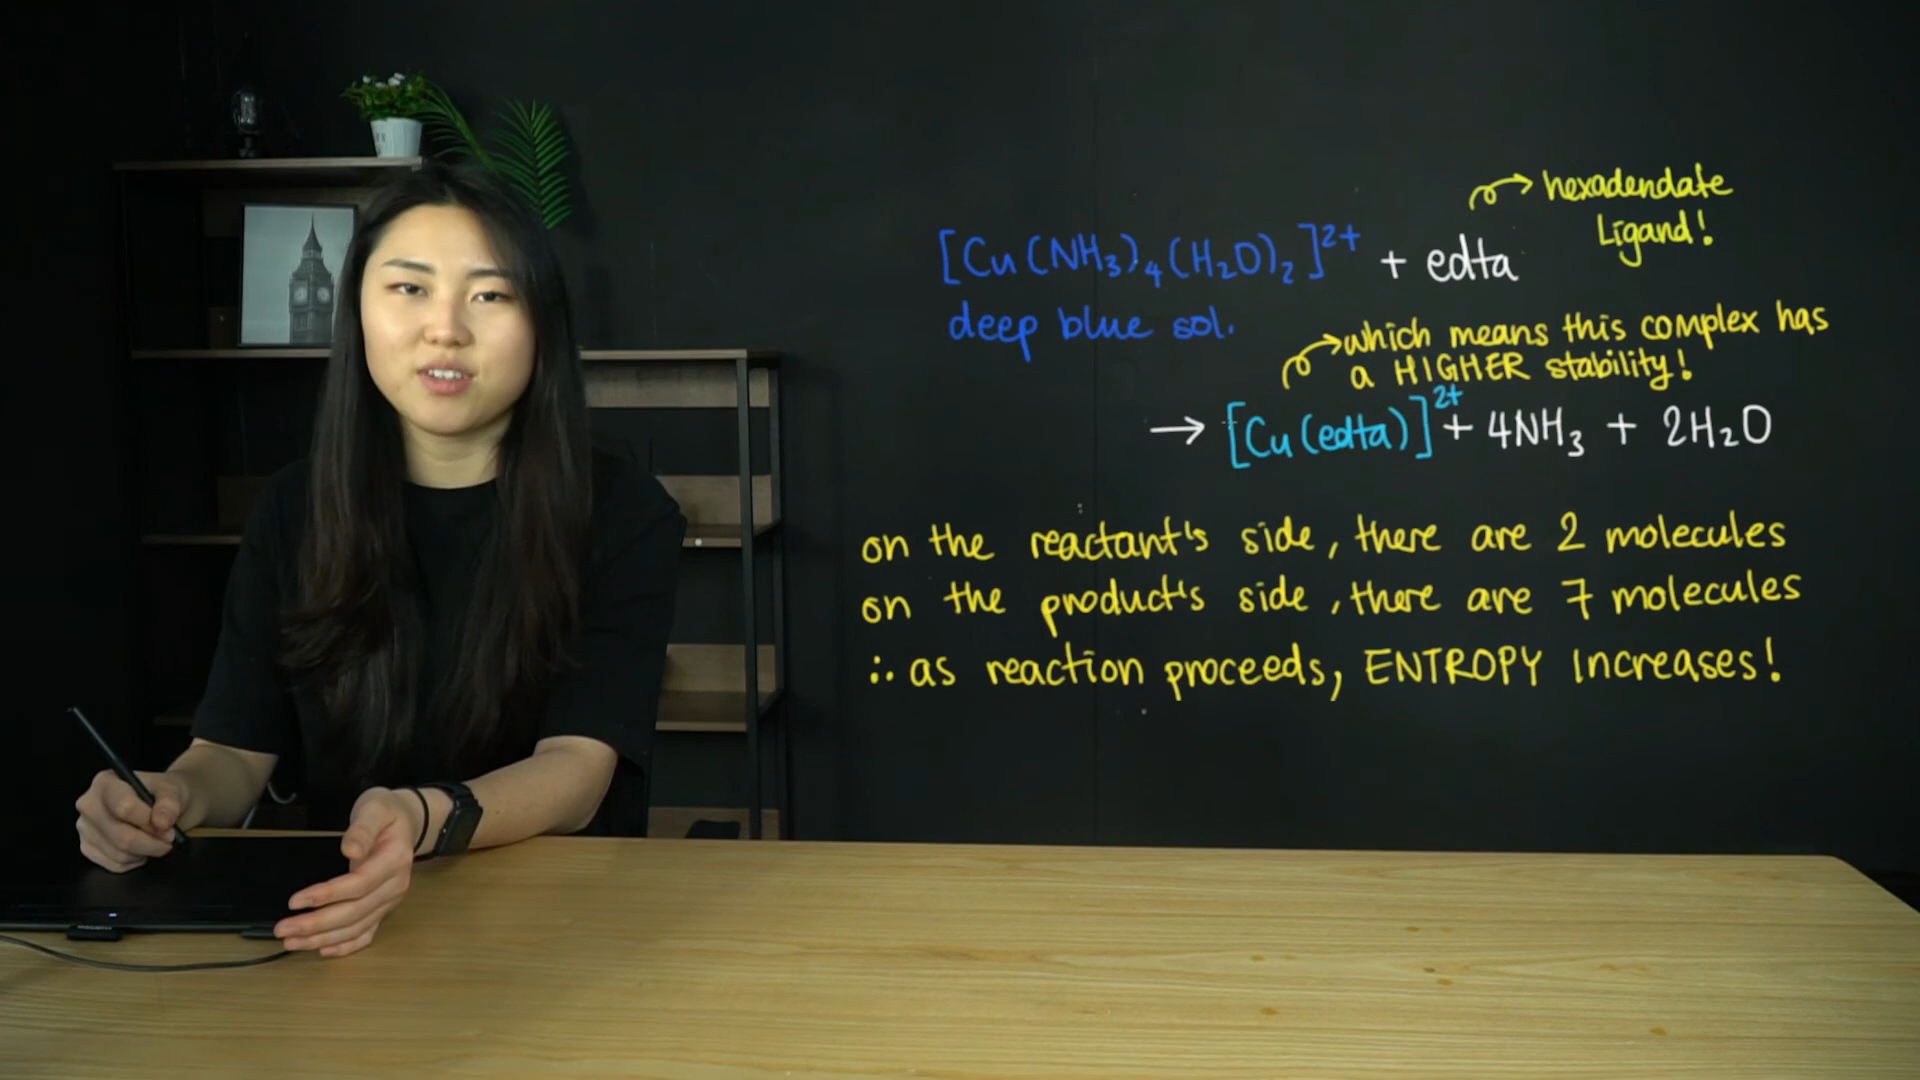 hexadendate
Ligand!
[Cu(NH₃)₄(H₂O)₂]²⁺ + edta
deep blue sol.
which means this complex has
a HIGHER stability!
→ [Cu(edta)]²⁺ + 4NH₃ + 2H₂O
on the reactant's side, there are 2 molecules
on the product's side, there are 7 molecules
∴ as reaction proceeds, ENTROPY increases!